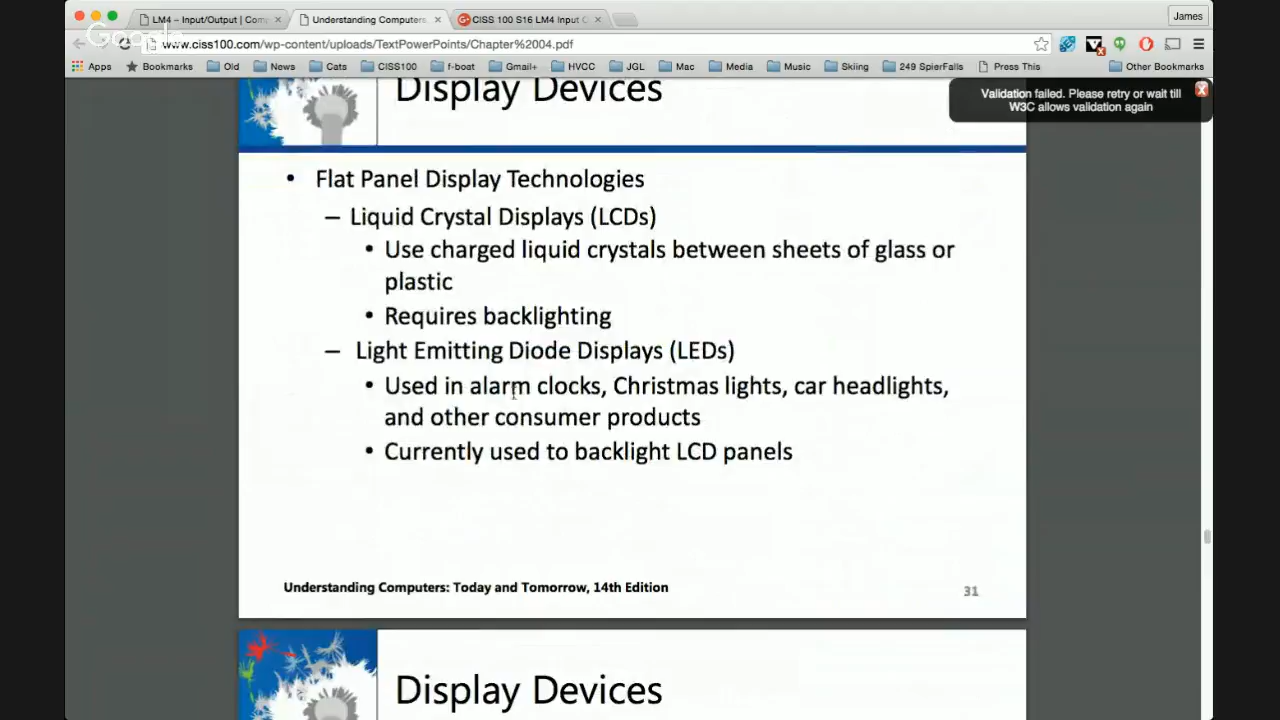 LM4 – Input/Output | Comp
Understanding Computers:
CISS 100 S16 LM4 Input O
James
Google
www.ciss100.com/wp-content/uploads/TextPowerPoints/Chapter%2004.pdf
Apps
Bookmarks
Old
News
Cats
CISS100
f-boat
Gmail+
HVCC
JGL
Mac
Media
Music
Skiing
249 SpierFalls
Press This
Other Bookmarks
Validation failed. Please retry or wait till
W3C allows validation again
Display Devices
• Flat Panel Display Technologies
– Liquid Crystal Displays (LCDs)
• Use charged liquid crystals between sheets of glass or
plastic
• Requires backlighting
– Light Emitting Diode Displays (LEDs)
• Used in alarm clocks, Christmas lights, car headlights,
and other consumer products
• Currently used to backlight LCD panels
Understanding Computers: Today and Tomorrow, 14th Edition
31
Display Devices